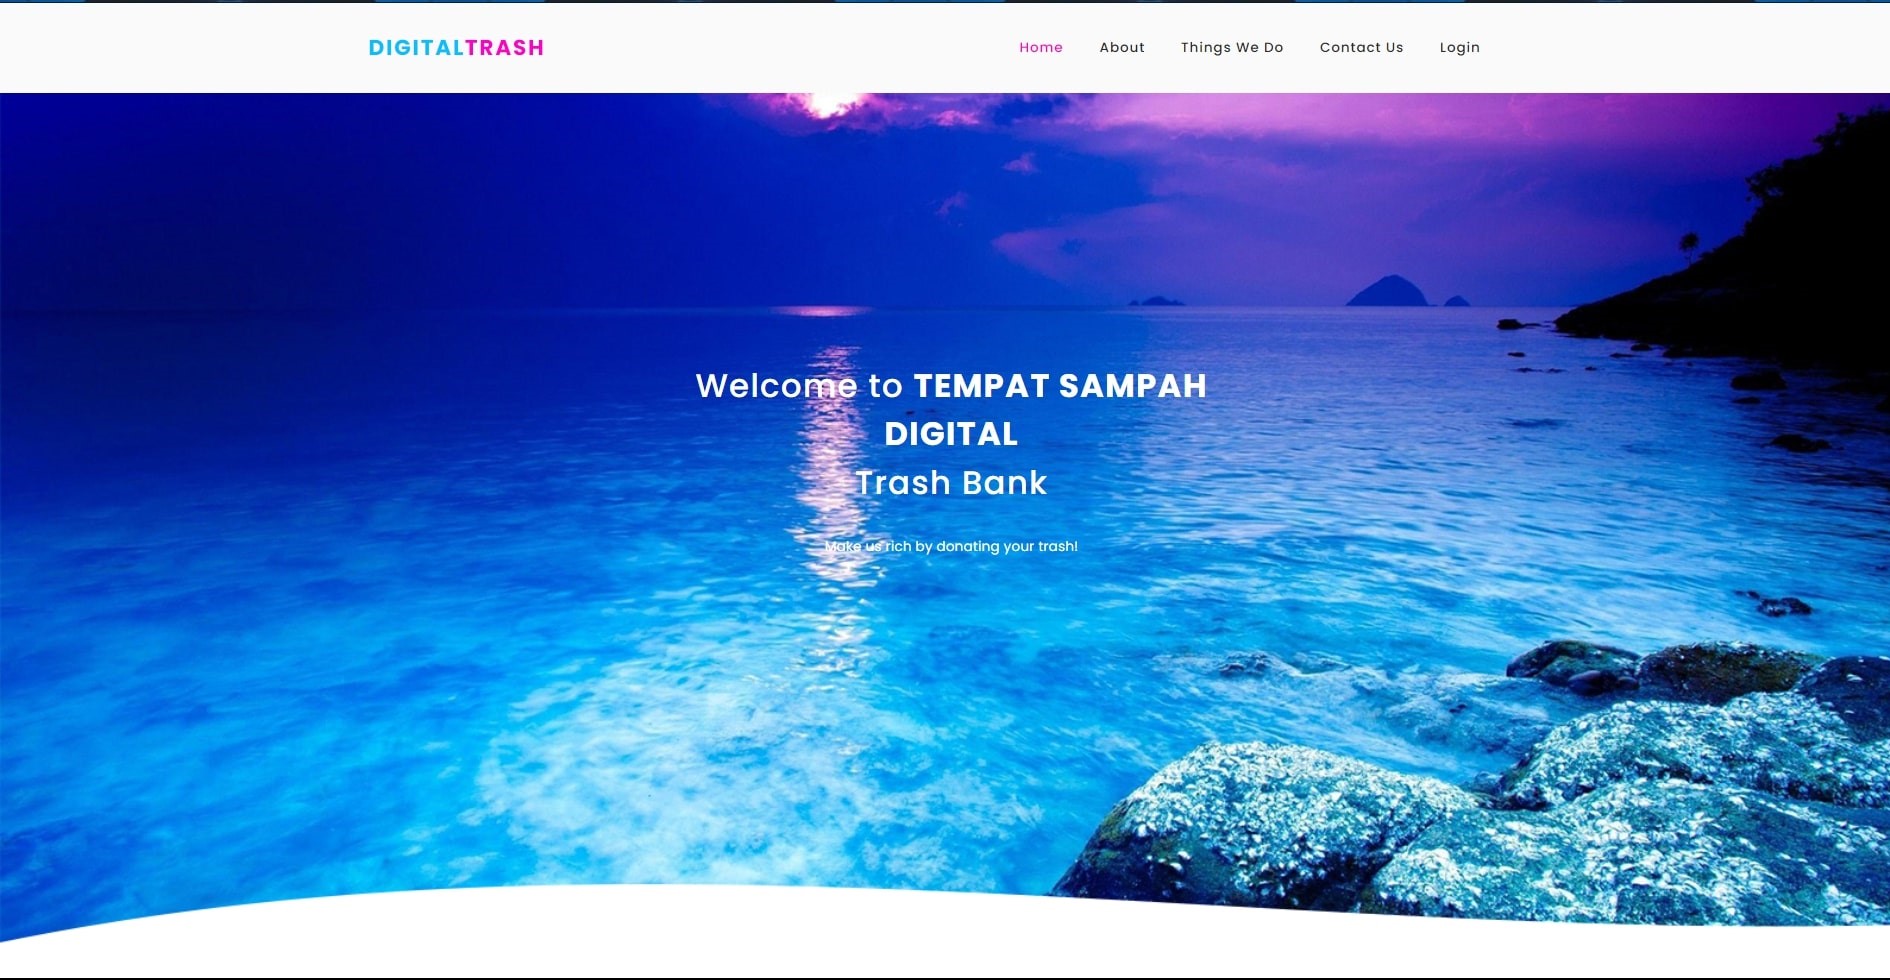 DIGITALTRASH
Home About Things We Do Contact Us Login
Welcome to TEMPAT SAMPAH
DIGITAL
Trash Bank
Make us rich by donating your trash!